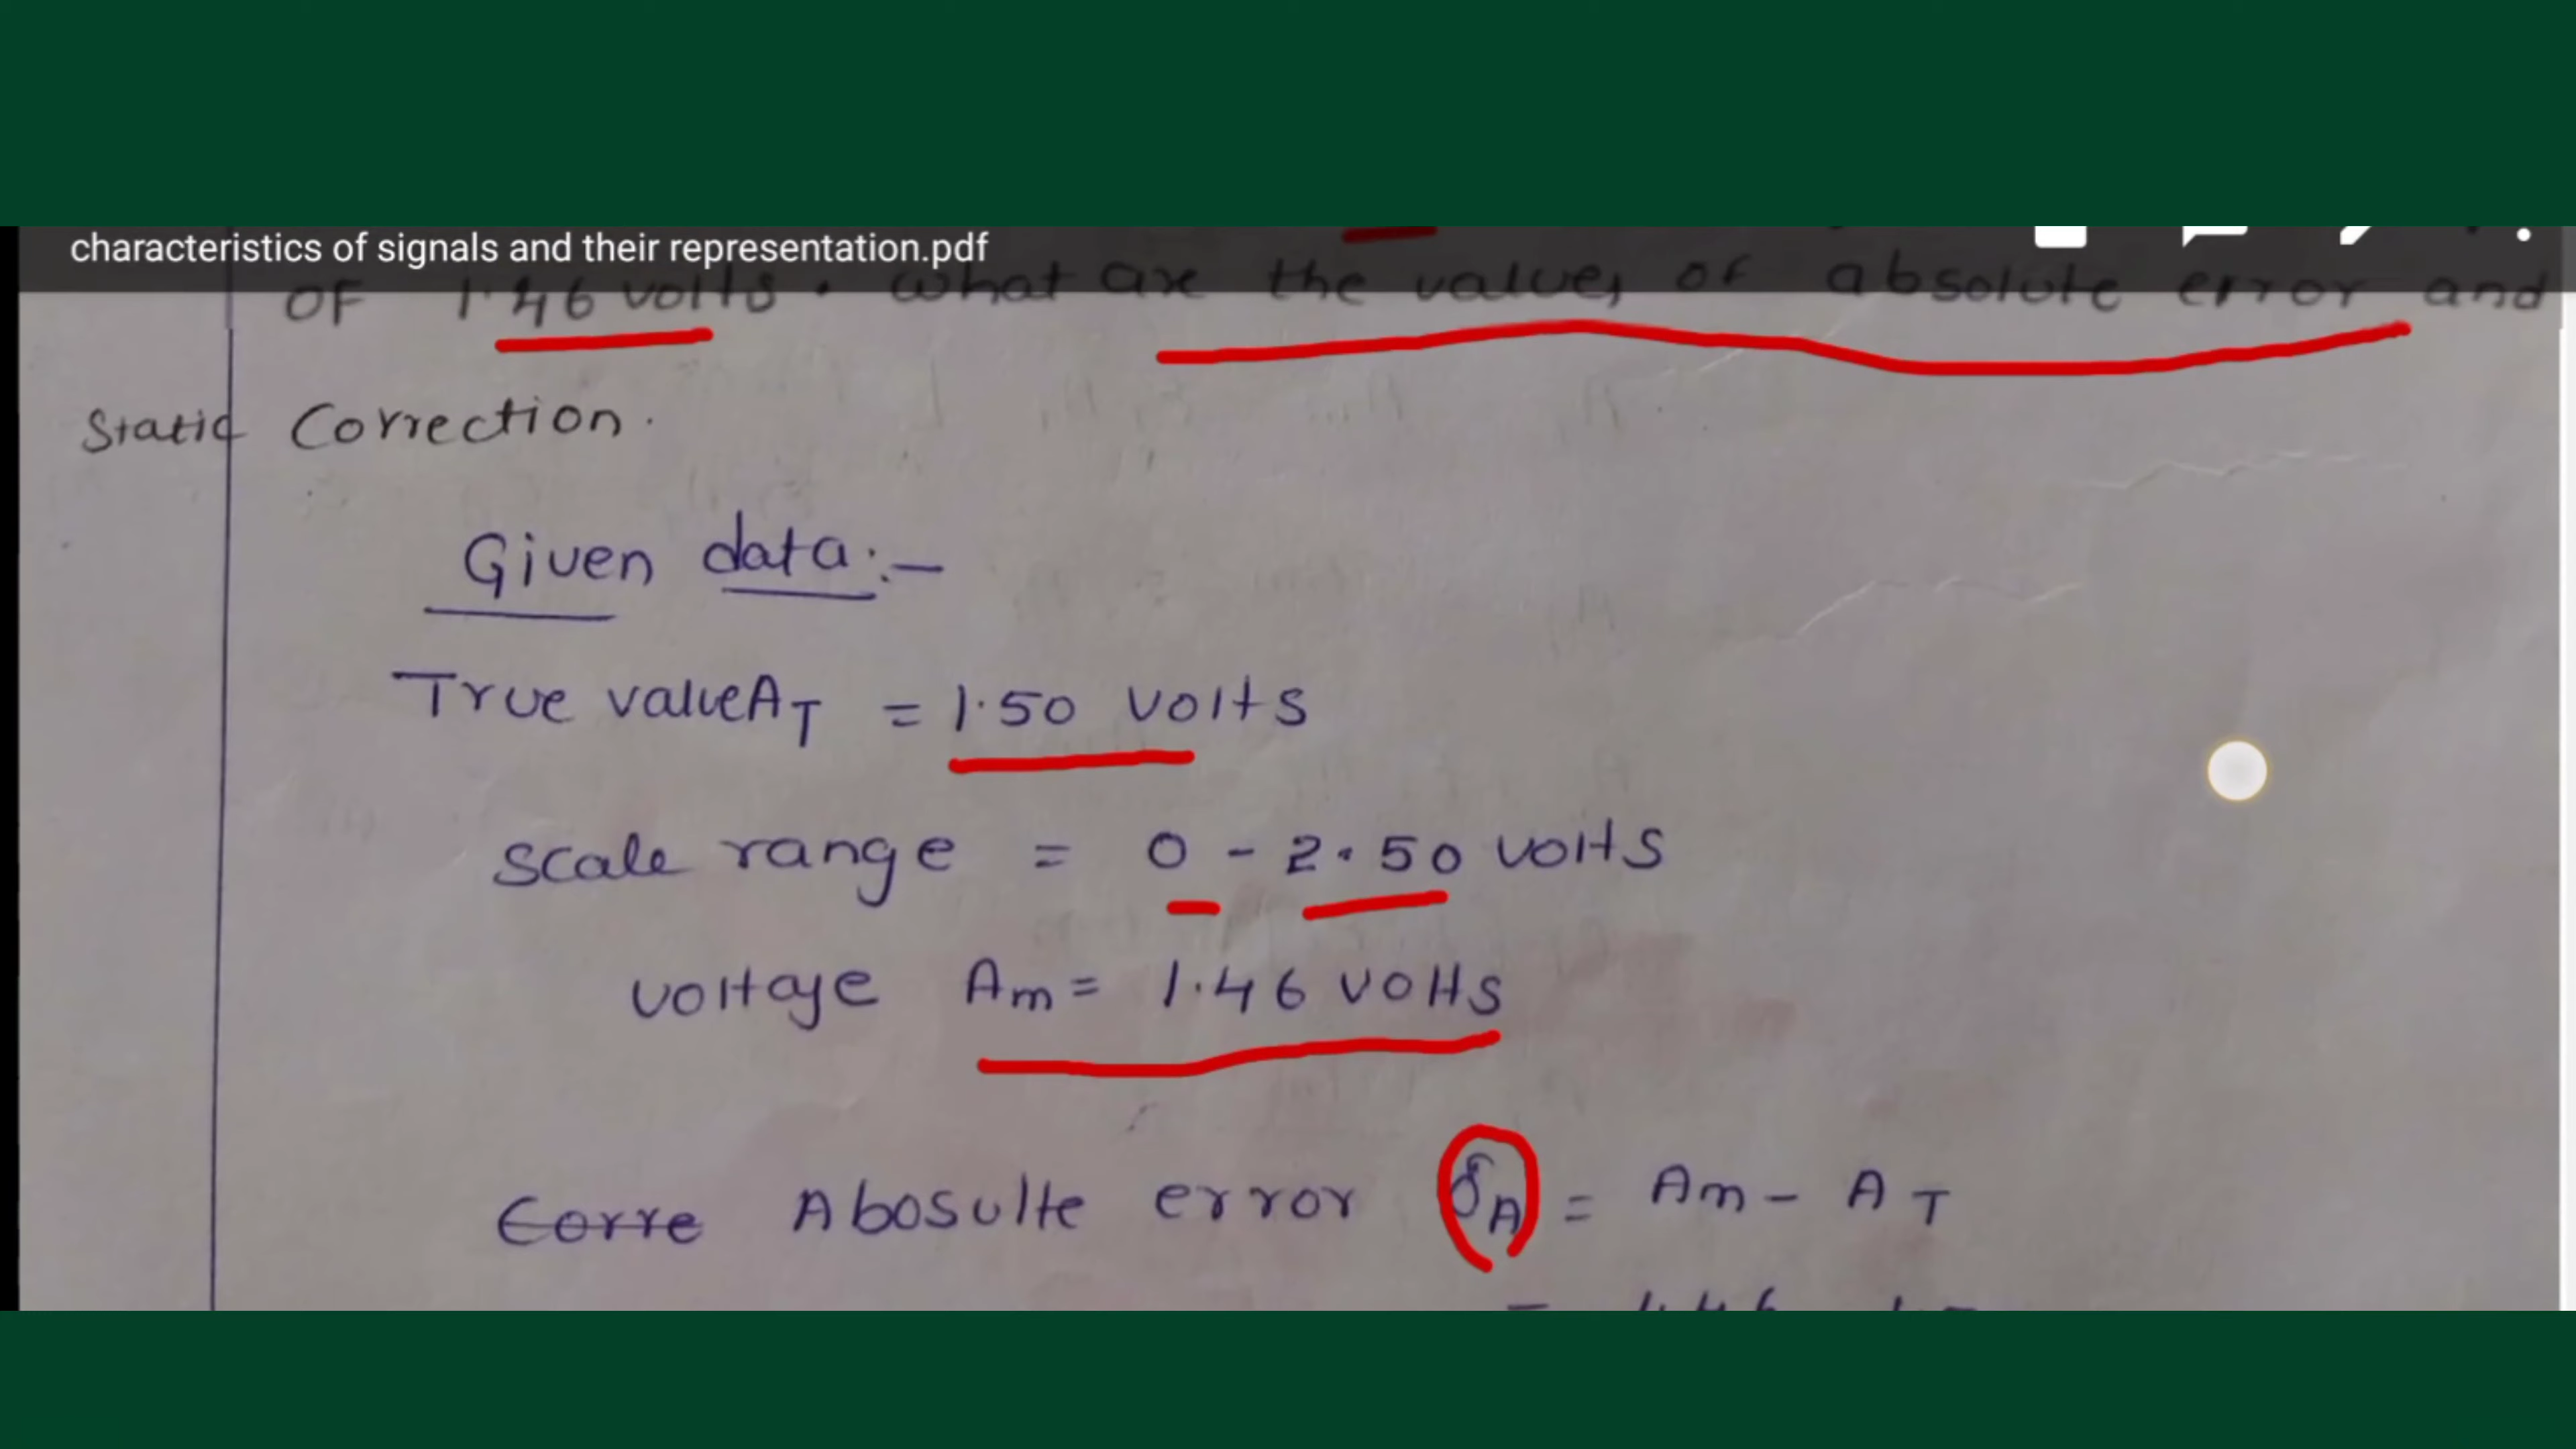 characteristics of signals and their representation.pdf
OF 1.46 volts. What are the values of absolute error and
Static Correction.
Given data:-
True value AT = 1.50 volts
Scale range = 0 - 2.50 volts
voltage Am = 1.46 volts
Corre Abosulte error δA = Am - AT
= 1.46